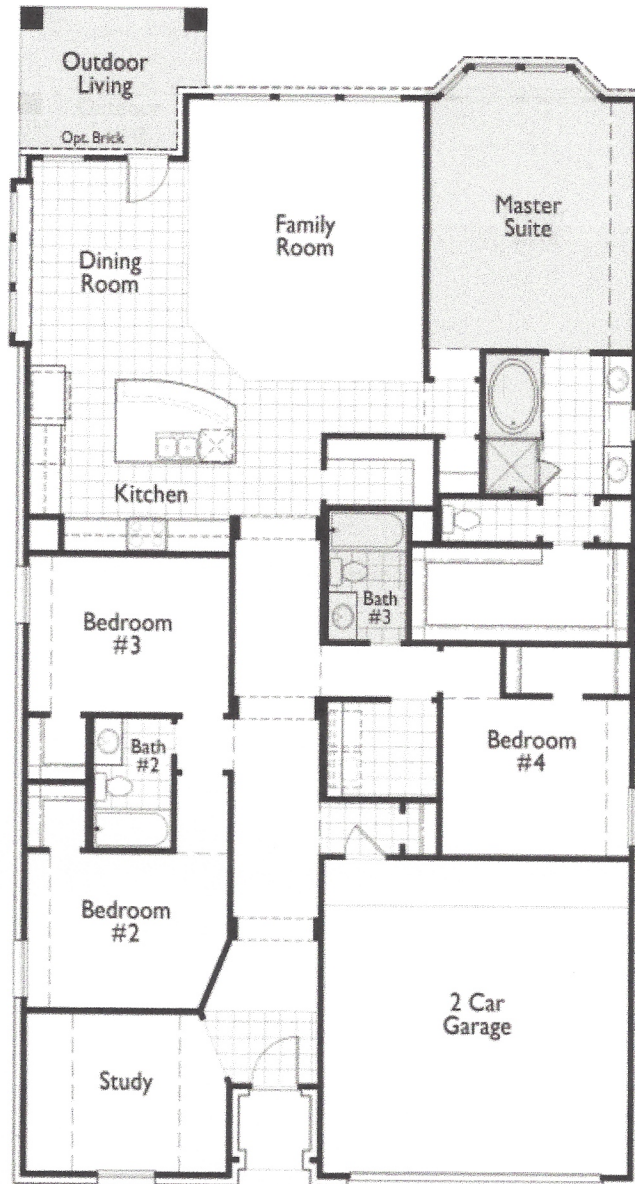 Outdoor
Living
Opt. Brick
Master
Suite
Family
Room
Dining
Room
Kitchen
Bath
#3
Bedroom
#3
Bath
#2
Bedroom
#4
Bedroom
#2
2 Car
Garage
Study